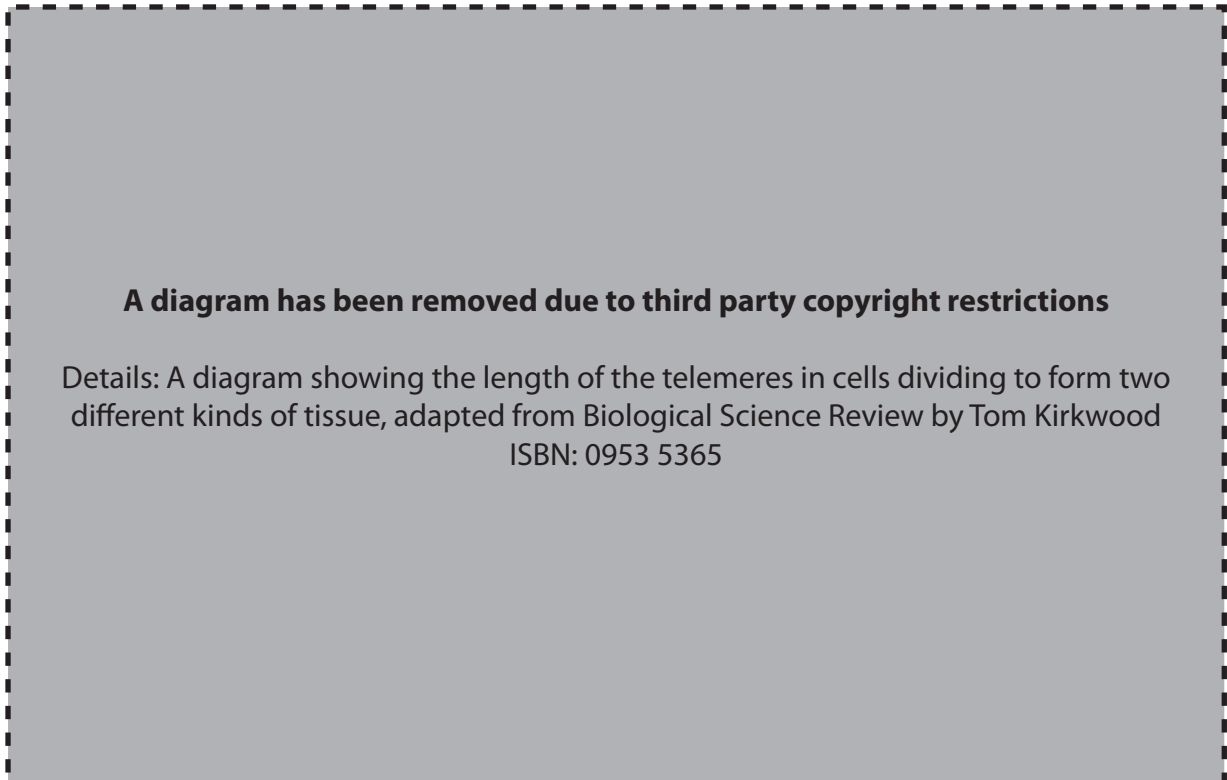 A diagram has been removed due to third party copyright restrictions
Details: A diagram showing the length of the telemeres in cells dividing to form two
different kinds of tissue, adapted from Biological Science Review by Tom Kirkwood
ISBN: 0953 5365